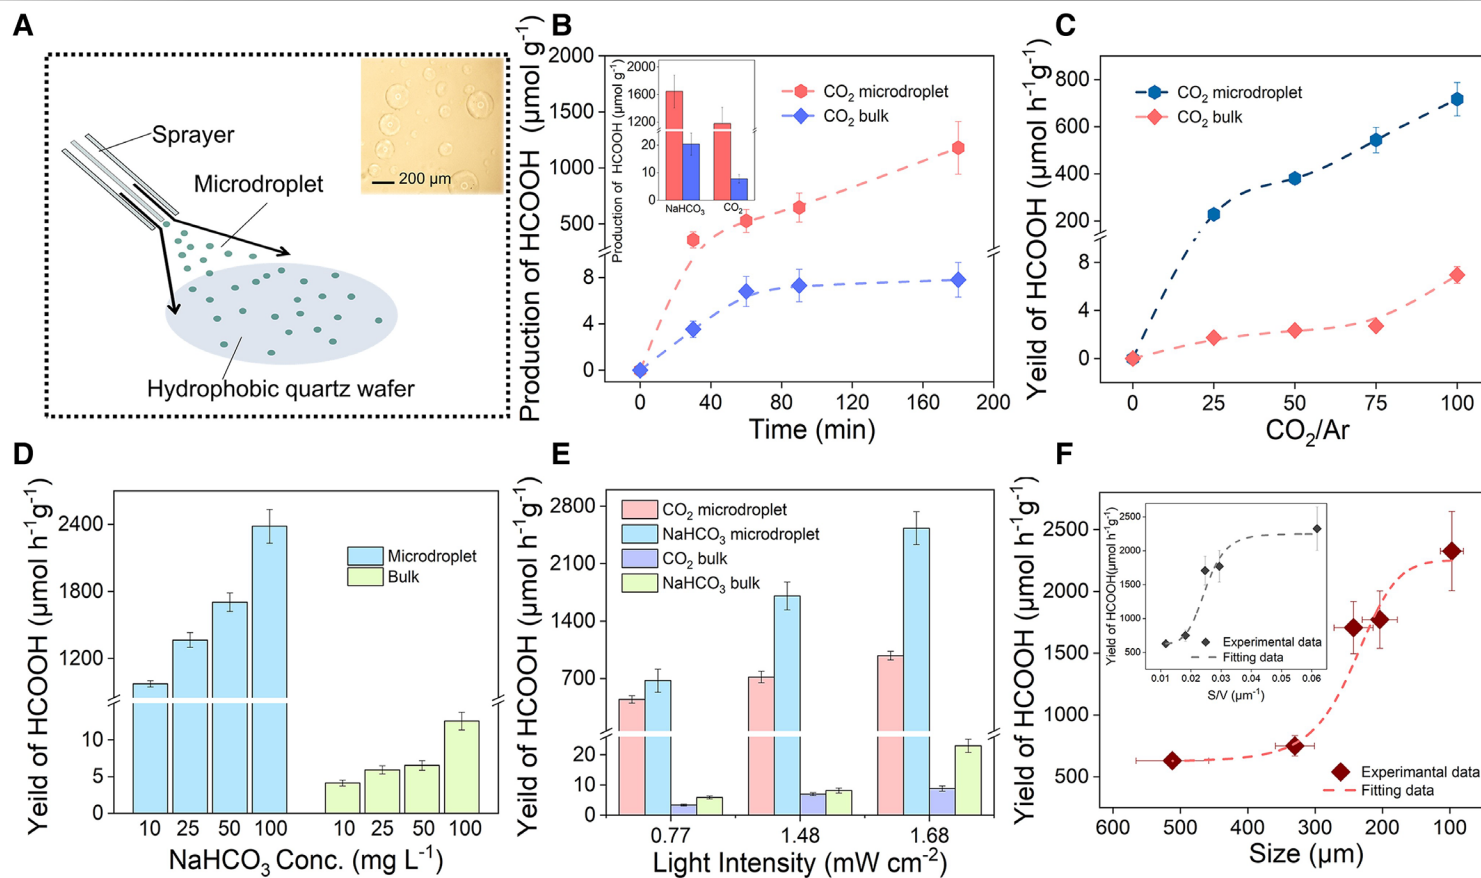 A
Sprayer
Microdroplet
200 µm
Hydrophobic quartz wafer
B
Production of HCOOH (µmol g⁻¹)
2000
1500
1000
500
8
4
0
0 40 80 120 160 200
Time (min)
CO₂ microdroplet
CO₂ bulk
Production of HCOOH (µmol g⁻¹)
2000
1600
1200
20
10
0
NaHCO₃ CO₂
C
Yeild of HCOOH (µmol h⁻¹g⁻¹)
800
600
400
200
8
4
0
0 25 50 75 100
CO₂/Ar
CO₂ microdroplet
CO₂ bulk
D
Yeild of HCOOH (µmol h⁻¹g⁻¹)
2400
1800
1200
10
5
0
10 25 50 100 10 25 50 100
NaHCO₃ Conc. (mg L⁻¹)
Microdroplet
Bulk
E
Yeild of HCOOH (µmol h⁻¹g⁻¹)
2800
2100
1400
700
20
10
0
0.77 1.48 1.68
Light Intensity (mW cm⁻²)
CO₂ microdroplet
NaHCO₃ microdroplet
CO₂ bulk
NaHCO₃ bulk
F
Yeild of HCOOH (µmol h⁻¹g⁻¹)
2500
2000
1500
1000
500
600 500 400 300 200 100
Size (µm)
Experimantal data
Fitting data
Yield of HCOOH(µmol h⁻¹g⁻¹)
2500
2000
1500
1000
500
0.01 0.02 0.03 0.04 0.05 0.06
S/V (µm⁻¹)
Experimental data
Fitting data